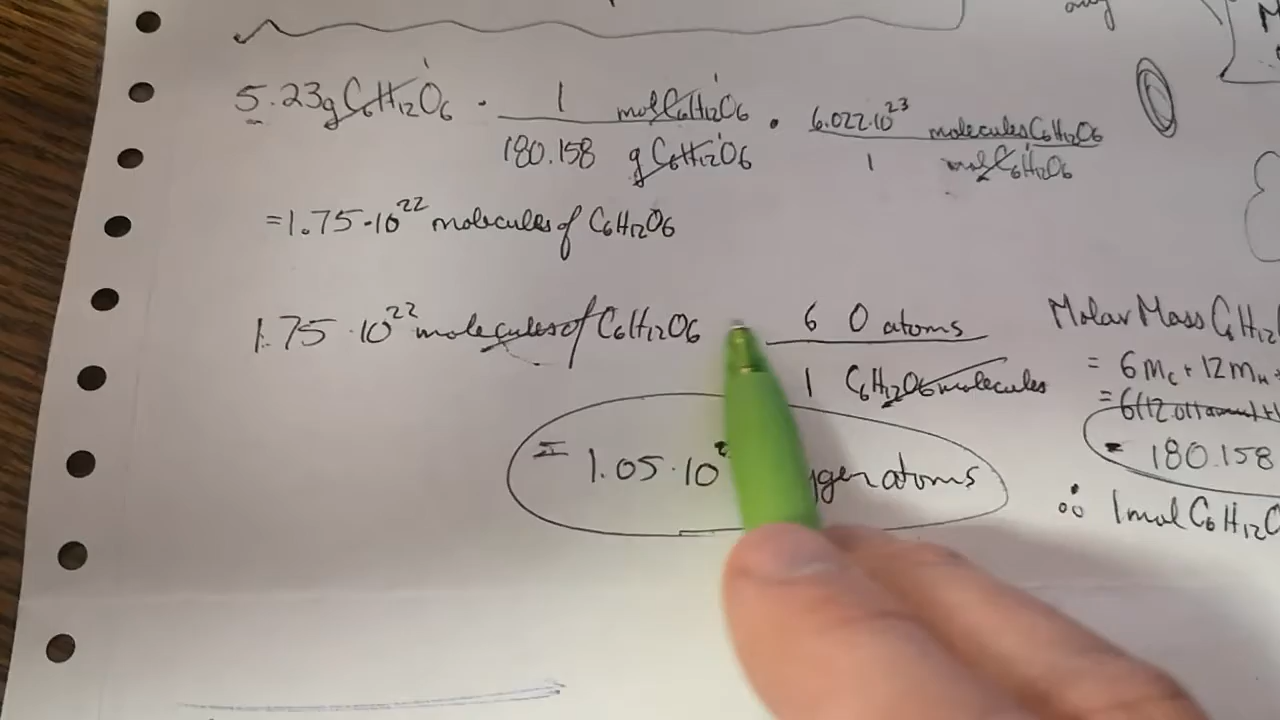 any
5.23g C6H12O6 · 1 mol C6H12O6 / 180.158 g C6H12O6 · 6.022·10^23 molecules C6H12O6 / 1 mol C6H12O6
=1.75·10^22 molecules of C6H12O6
1.75·10^22 molecules of C6H12O6 6 O atoms / 1 C6H12O6 molecules
= 1.05·10 atoms
Molar Mass C6H12
= 6mC + 12mH +
=
= 180.158
∴ 1 mol C6H12O